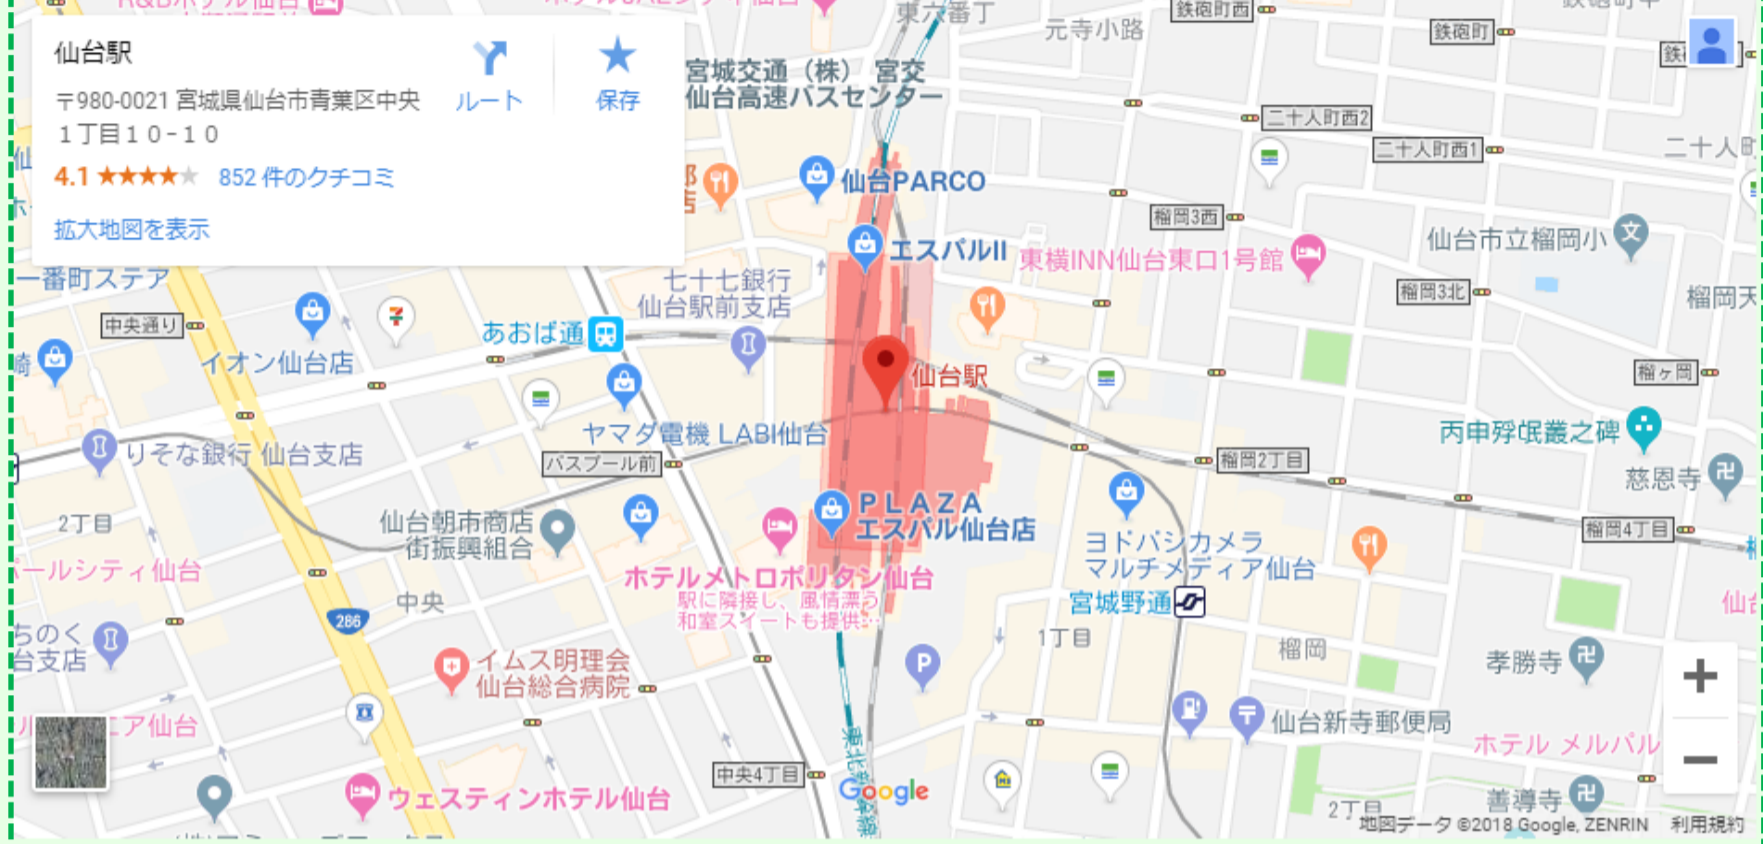 仙台駅
〒980-0021 宮城県仙台市青葉区中央
１丁目１０−１０
4.1
852 件のクチコミ
拡大地図を表示
ルート
保存
東六番丁
元寺小路
鉄砲町西
鉄砲町
宮城交通（株） 宮交
仙台高速バスセンター
二十人町西2
二十人町西1
仙台PARCO
エスパルII
榴岡3西
仙台市立榴岡小
東横INN仙台東口1号館
榴岡3北
一番町ステア
七十七銀行
仙台駅前支店
中央通り
イオン仙台店
あおば通
仙台駅
榴ヶ岡
ヤマダ電機 LABI仙台
りそな銀行 仙台支店
バスプール前
榴岡2丁目
慈恩寺
ＰＬＡＺＡ
エスパル仙台店
2丁目
仙台朝市商店
街振興組合
榴岡4丁目
ヨドバシカメラ
マルチメディア仙台
ールシティ仙台
ホテルメトロポリタン仙台
駅に隣接し、風情漂う
和室スイートも提供…
中央
宮城野通
286
ちのく
台支店
1丁目
榴岡
孝勝寺
イムス明理会
仙台総合病院
P
仙台新寺郵便局
ホテル メルパル
中央4丁目
ウェスティンホテル仙台
Google
善導寺
2丁目
地図データ ©2018 Google, ZENRIN
利用規約